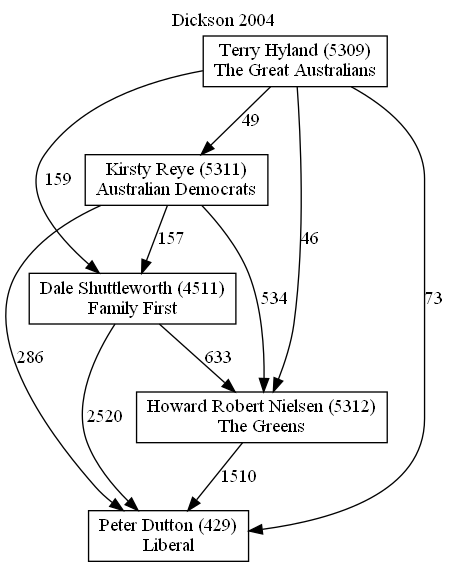 Dickson 2004
Terry Hyland (5309)
The Great Australians
49
Kirsty Reye (5311)
Australian Democrats
159
157
46
Dale Shuttleworth (4511)
Family First
534
73
286
633
Howard Robert Nielsen (5312)
The Greens
2520
1510
Peter Dutton (429)
Liberal